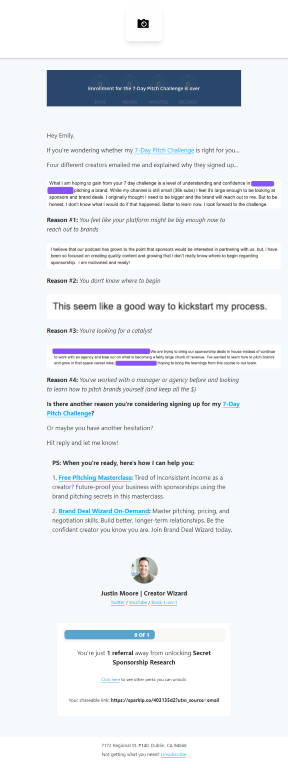 Enrollment for the 7-Day Pitch Challenge is over
DAYS HOURS MINUTES SECONDS
Hey Emily,
If you're wondering whether my 7-Day Pitch Challenge is right for you...
Four different creators emailed me and explained why they signed up...
What I am hoping to gain from your 7 day challenge is a level of understanding and confidence in
pitching a brand. While my channel is still small (36k subs) I feel it's large enough to be looking at
sponsors and brand deals. I originally thought I need to be bigger and the brand will reach out to me. But to be
honest, I don't know what I would do if that happened. Better to learn now. I look forward to the challenge.
Reason #1: You feel like your platform might be big enough now to
reach out to brands
I believe that our podcast has grown to the point that sponsors would be interested in partnering with us. but, I have
been so focused on creating quality content and growing that I don't really know where to begin regarding
sponsorship. I am motivated and ready!
Reason #2: You don't know where to begin
This seem like a good way to kickstart my process.
Reason #3: You're looking for a catalyst
We are trying to bring our sponsorship deals in house instead of continue
to work with an agency and lose out on what is becoming a fairly large chunk of revenue. I've wanted to learn how to pitch brands
and grow in that space career wise.
Hoping to bring the learnings from this course to our team.
Reason #4: You've worked with a manager or agency before and looking
to learn how to pitch brands yourself (and keep all the $)
Is there another reason you're considering signing up for my 7-Day
Pitch Challenge?
Or maybe you have another hesitation?
Hit reply and let me know!
PS: When you're ready, here's how I can help you:
1. Free Pitching Masterclass: Tired of inconsistent income as a
creator? Future-proof your business with sponsorships using the
brand pitching secrets in this masterclass.
2. Brand Deal Wizard On-Demand: Master pitching, pricing, and
negotiation skills. Build better, longer-term relationships. Be the
confident creator you know you are. Join Brand Deal Wizard today.
Justin Moore | Creator Wizard
Twitter / YouTube / Book 1-on-1
0 OF 1
You're just 1 referral away from unlocking Secret
Sponsorship Research
Click here to see other perks you can unlock!
Your shareable link: https://sparklp.co/403135d2?utm_source=email
7172 Regional St. #140, Dublin, CA 94568
Not getting what you need? Unsubscribe